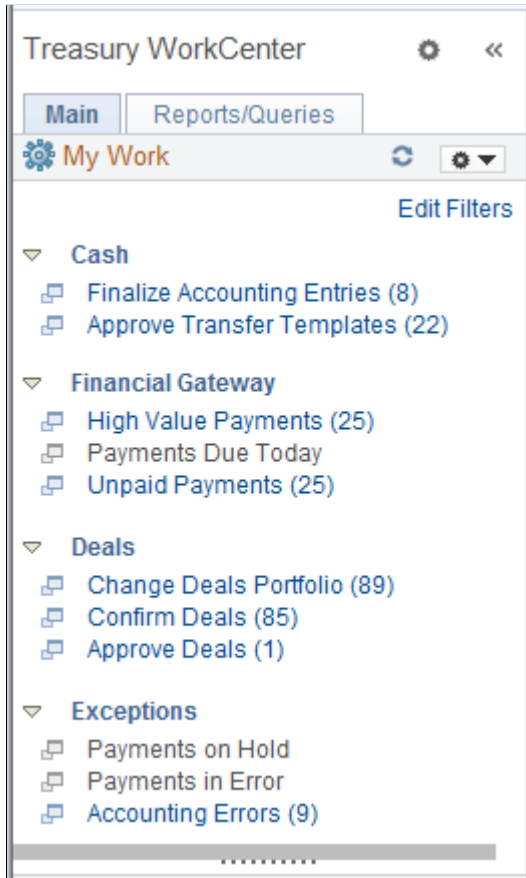 Treasury WorkCenter
Main Reports/Queries
My Work
Edit Filters
Cash
Finalize Accounting Entries (8)
Approve Transfer Templates (22)
Financial Gateway
High Value Payments (25)
Payments Due Today
Unpaid Payments (25)
Deals
Change Deals Portfolio (89)
Confirm Deals (85)
Approve Deals (1)
Exceptions
Payments on Hold
Payments in Error
Accounting Errors (9)